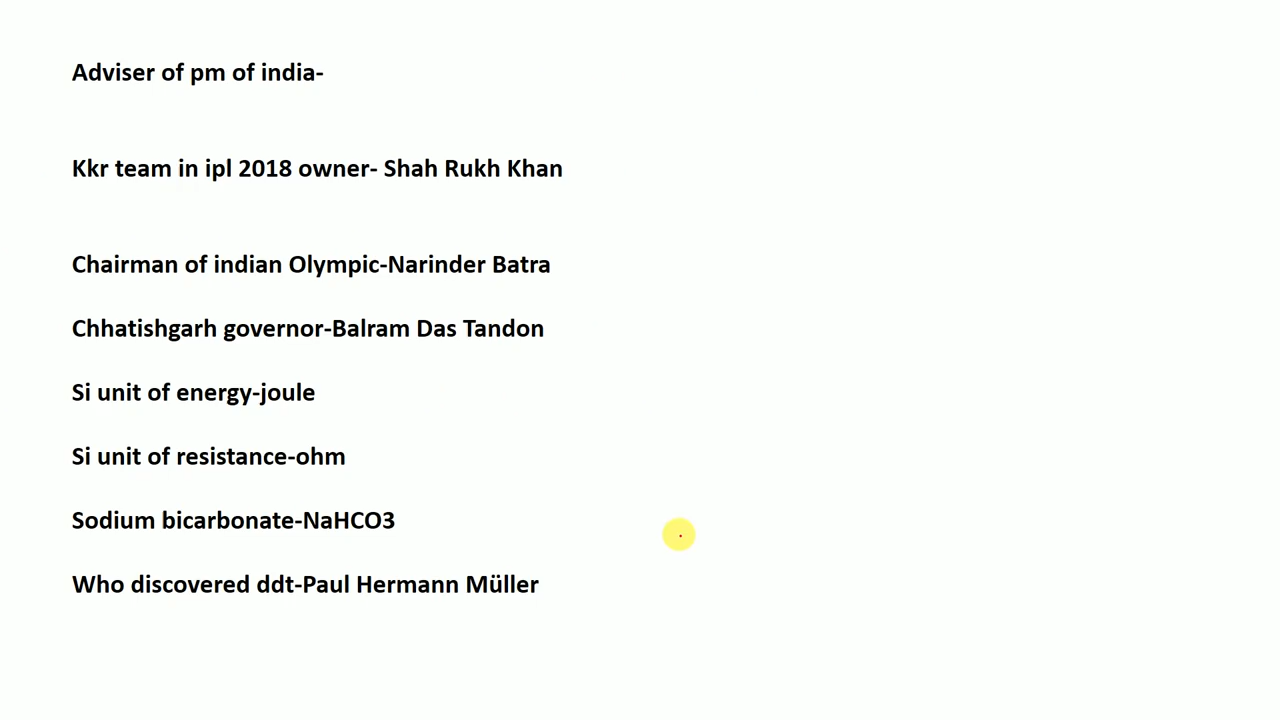 Adviser of pm of india-
Kkr team in ipl 2018 owner- Shah Rukh Khan
Chairman of indian Olympic-Narinder Batra
Chhatishgarh governor-Balram Das Tandon
Si unit of energy-joule
Si unit of resistance-ohm
Sodium bicarbonate-NaHCO3
Who discovered ddt-Paul Hermann Müller